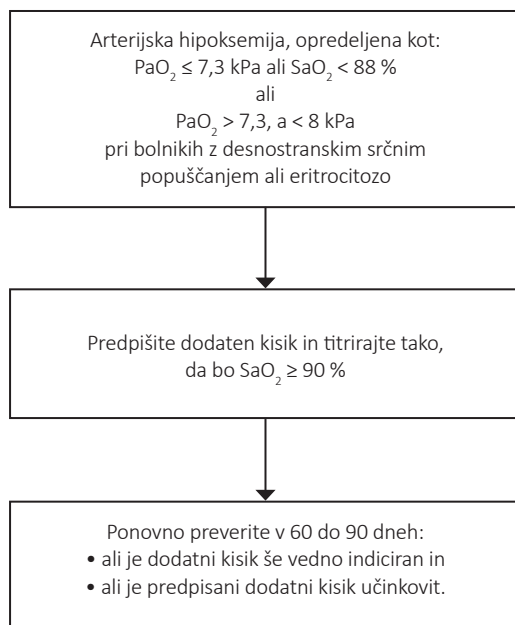 Arterijska hipoksemija, opredeljena kot:
PaO₂ ≤ 7,3 kPa ali SaO₂ < 88 %
ali
PaO₂ > 7,3, a < 8 kPa
pri bolnikih z desnostranskim srčnim
popuščanjem ali eritrocitozo
Predpišite dodaten kisik in titrirajte tako,
da bo SaO₂ ≥ 90 %
Ponovno preverite v 60 do 90 dneh:
• ali je dodatni kisik še vedno indiciran in
• ali je predpisani dodatni kisik učinkovit.